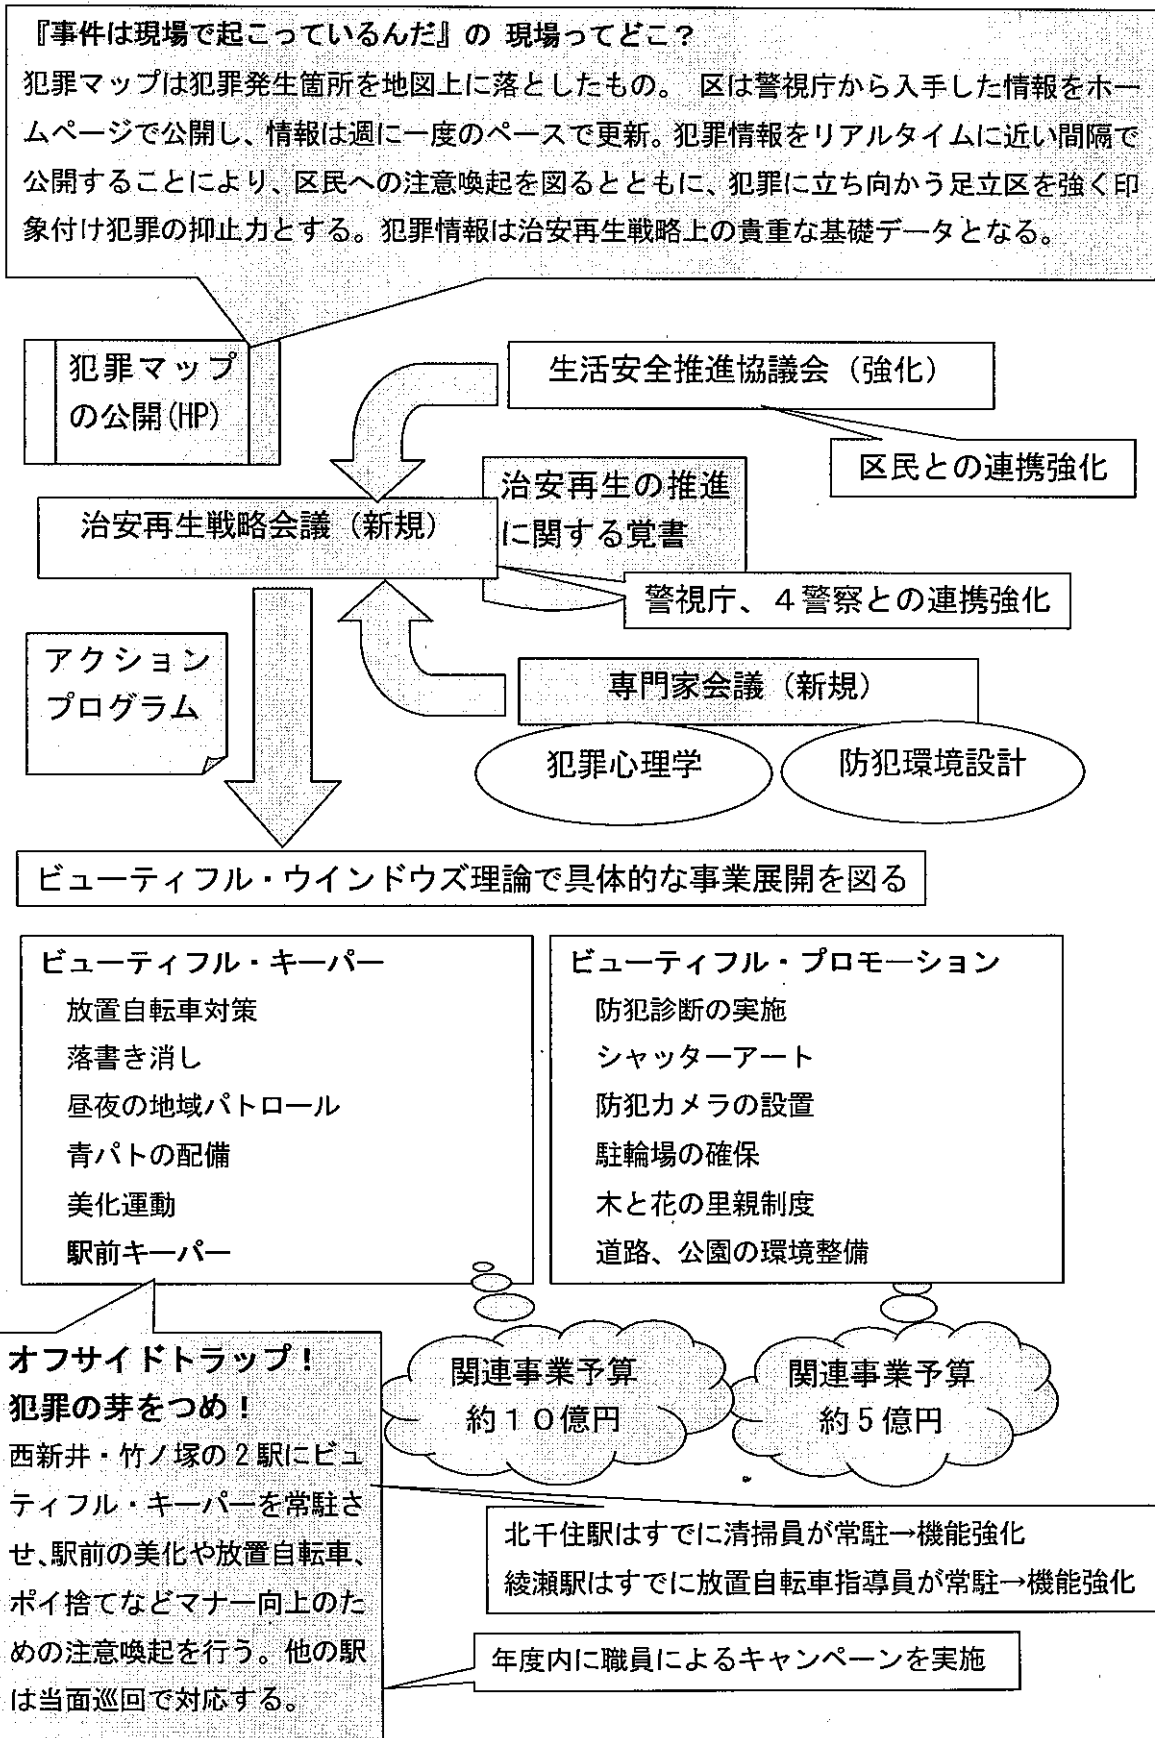 『事件は現場で起こっているんだ』の 現場ってどこ？
犯罪マップは犯罪発生箇所を地図上に落としたもの。 区は警視庁から入手した情報をホー
ムページで公開し、情報は週に一度のペースで更新。犯罪情報をリアルタイムに近い間隔で
公開することにより、区民への注意喚起を図るとともに、犯罪に立ち向かう足立区を強く印
象付け犯罪の抑止力とする。犯罪情報は治安再生戦略上の貴重な基礎データとなる。
犯罪マップ
の公開(HP)
生活安全推進協議会（強化）
区民との連携強化
治安再生戦略会議（新規）
治安再生の推進
に関する覚書
警視庁、４警察との連携強化
アクション
プログラム
専門家会議（新規）
犯罪心理学
防犯環境設計
ビューティフル・ウインドウズ理論で具体的な事業展開を図る
ビューティフル・キーパー
放置自転車対策
落書き消し
昼夜の地域パトロール
青パトの配備
美化運動
駅前キーパー
ビューティフル・プロモーション
防犯診断の実施
シャッターアート
防犯カメラの設置
駐輪場の確保
木と花の里親制度
道路、公園の環境整備
関連事業予算
約１０億円
関連事業予算
約５億円
オフサイドトラップ！
犯罪の芽をつめ！
西新井・竹ノ塚の２駅にビュ
ティフル・キーパーを常駐さ
せ、駅前の美化や放置自転車、
ポイ捨てなどマナー向上のた
めの注意喚起を行う。他の駅
は当面巡回で対応する。
北千住駅はすでに清掃員が常駐→機能強化
綾瀬駅はすでに放置自転車指導員が常駐→機能強化
年度内に職員によるキャンペーンを実施